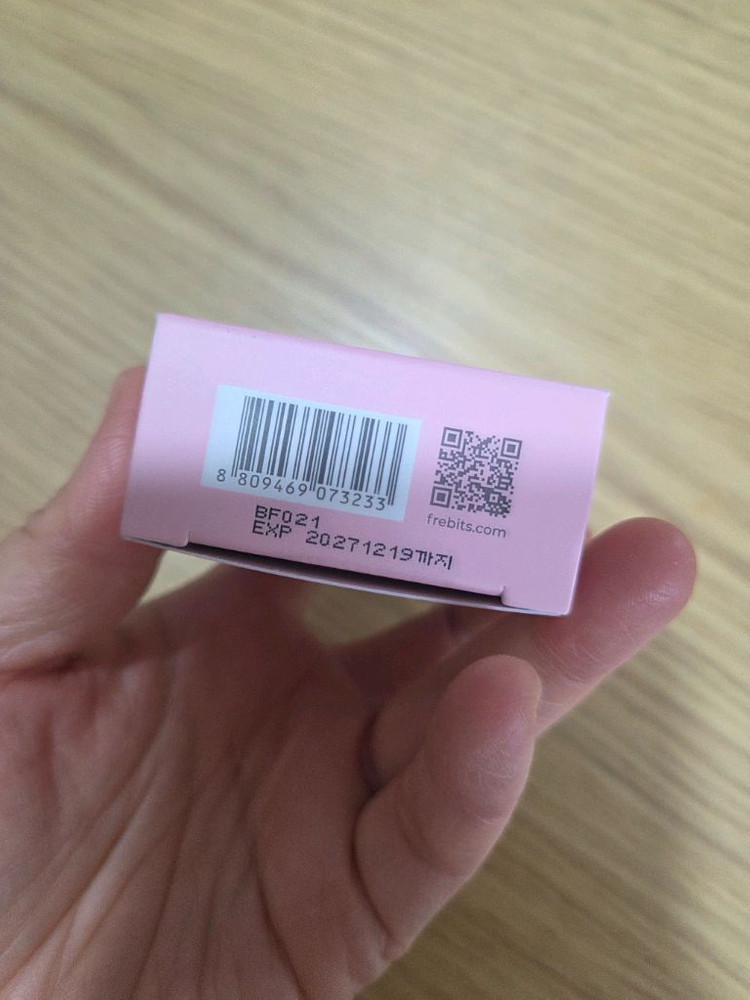 8 809469 073233
frebits.com
BF021
EXP 20271219까지